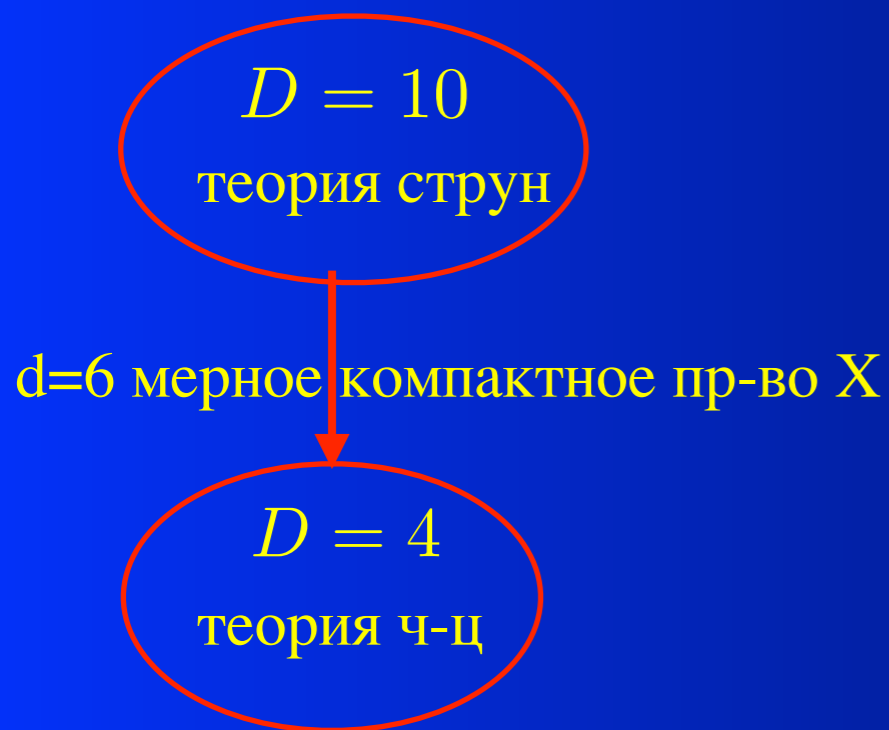 D = 10
теория струн
d=6 мерное компактное пр-во X
D = 4
теория ч-ц